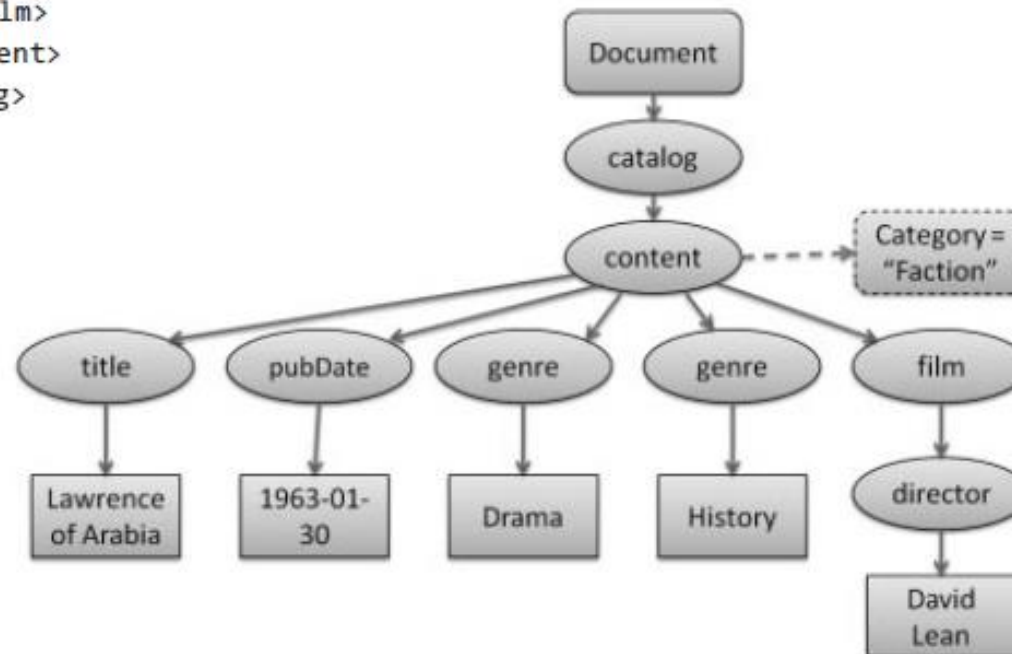 lm>
ent>
g>
Document
catalog
content
Category =
“Faction”
title
pubDate
genre
genre
film
Lawrence
of Arabia
1963-01-
30
Drama
History
director
David
Lean